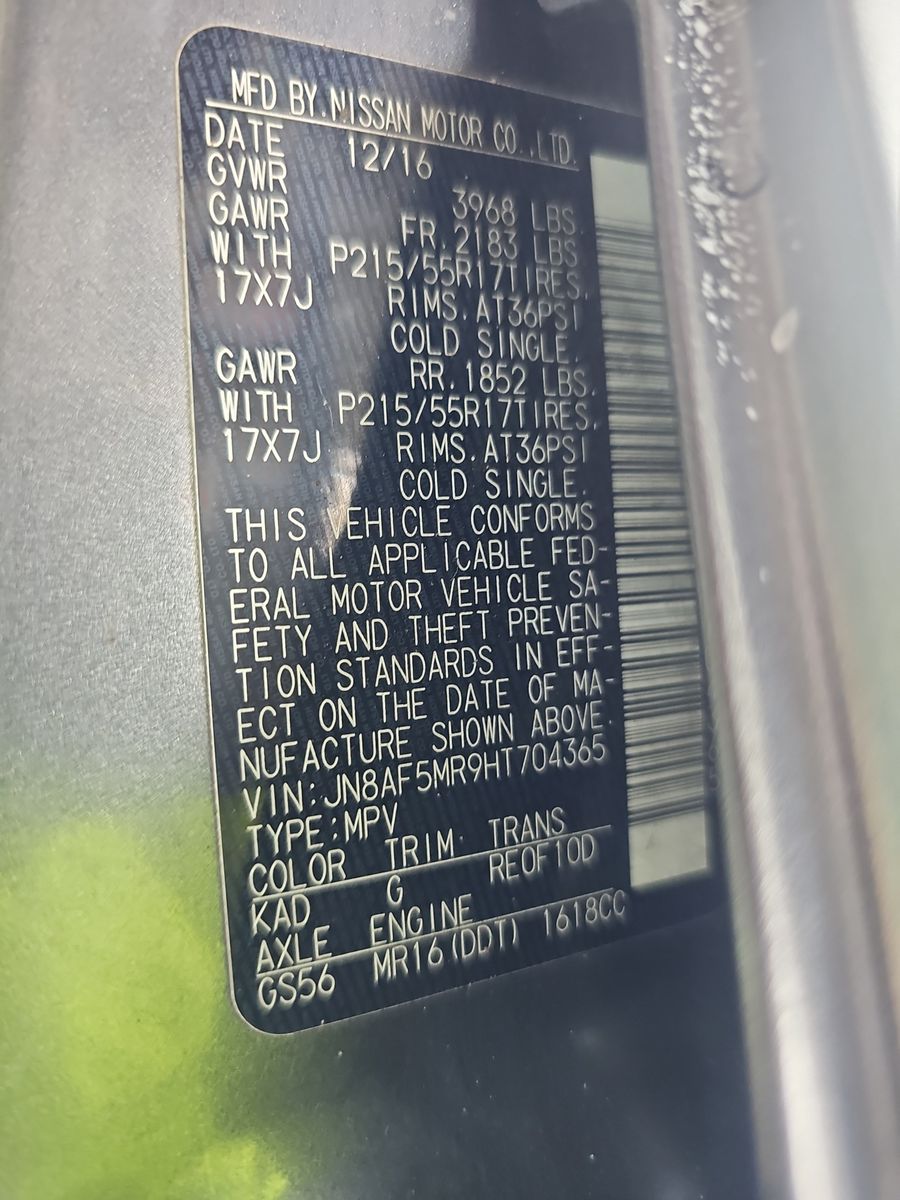 MFD BY.NISSAN MOTOR CO.,LTD.
DATE 12/16
GVWR 3968 LBS.
GAWR FR.2183 LBS
WITH P215/55R17TIRES,
17X7J RIMS.AT36PSI
COLD SINGLE.
GAWR RR.1852 LBS.
WITH P215/55R17TIRES,
17X7J RIMS.AT36PSI
COLD SINGLE.
THIS VEHICLE CONFORMS
TO ALL APPLICABLE FED-
ERAL MOTOR VEHICLE SA-
FETY AND THEFT PREVEN-
TION STANDARDS IN EFF-
ECT ON THE DATE OF MA-
NUFACTURE SHOWN ABOVE.
VIN:JN8AF5MR9HT704365
TYPE:MPV
COLOR TRIM TRANS
KAD G REOF10D
AXLE ENGINE
GS56 MR16(DDT) 1618CC